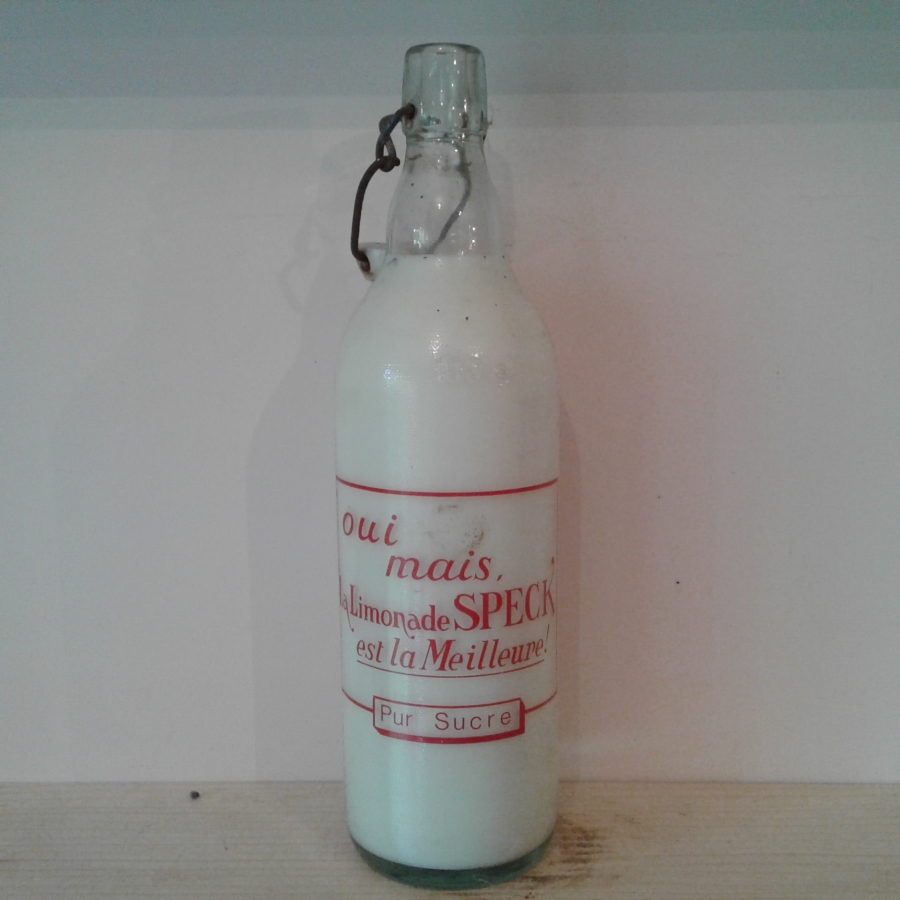 oui
mais,
La Limonade SPECK
est la Meilleure!
Pur Sucre